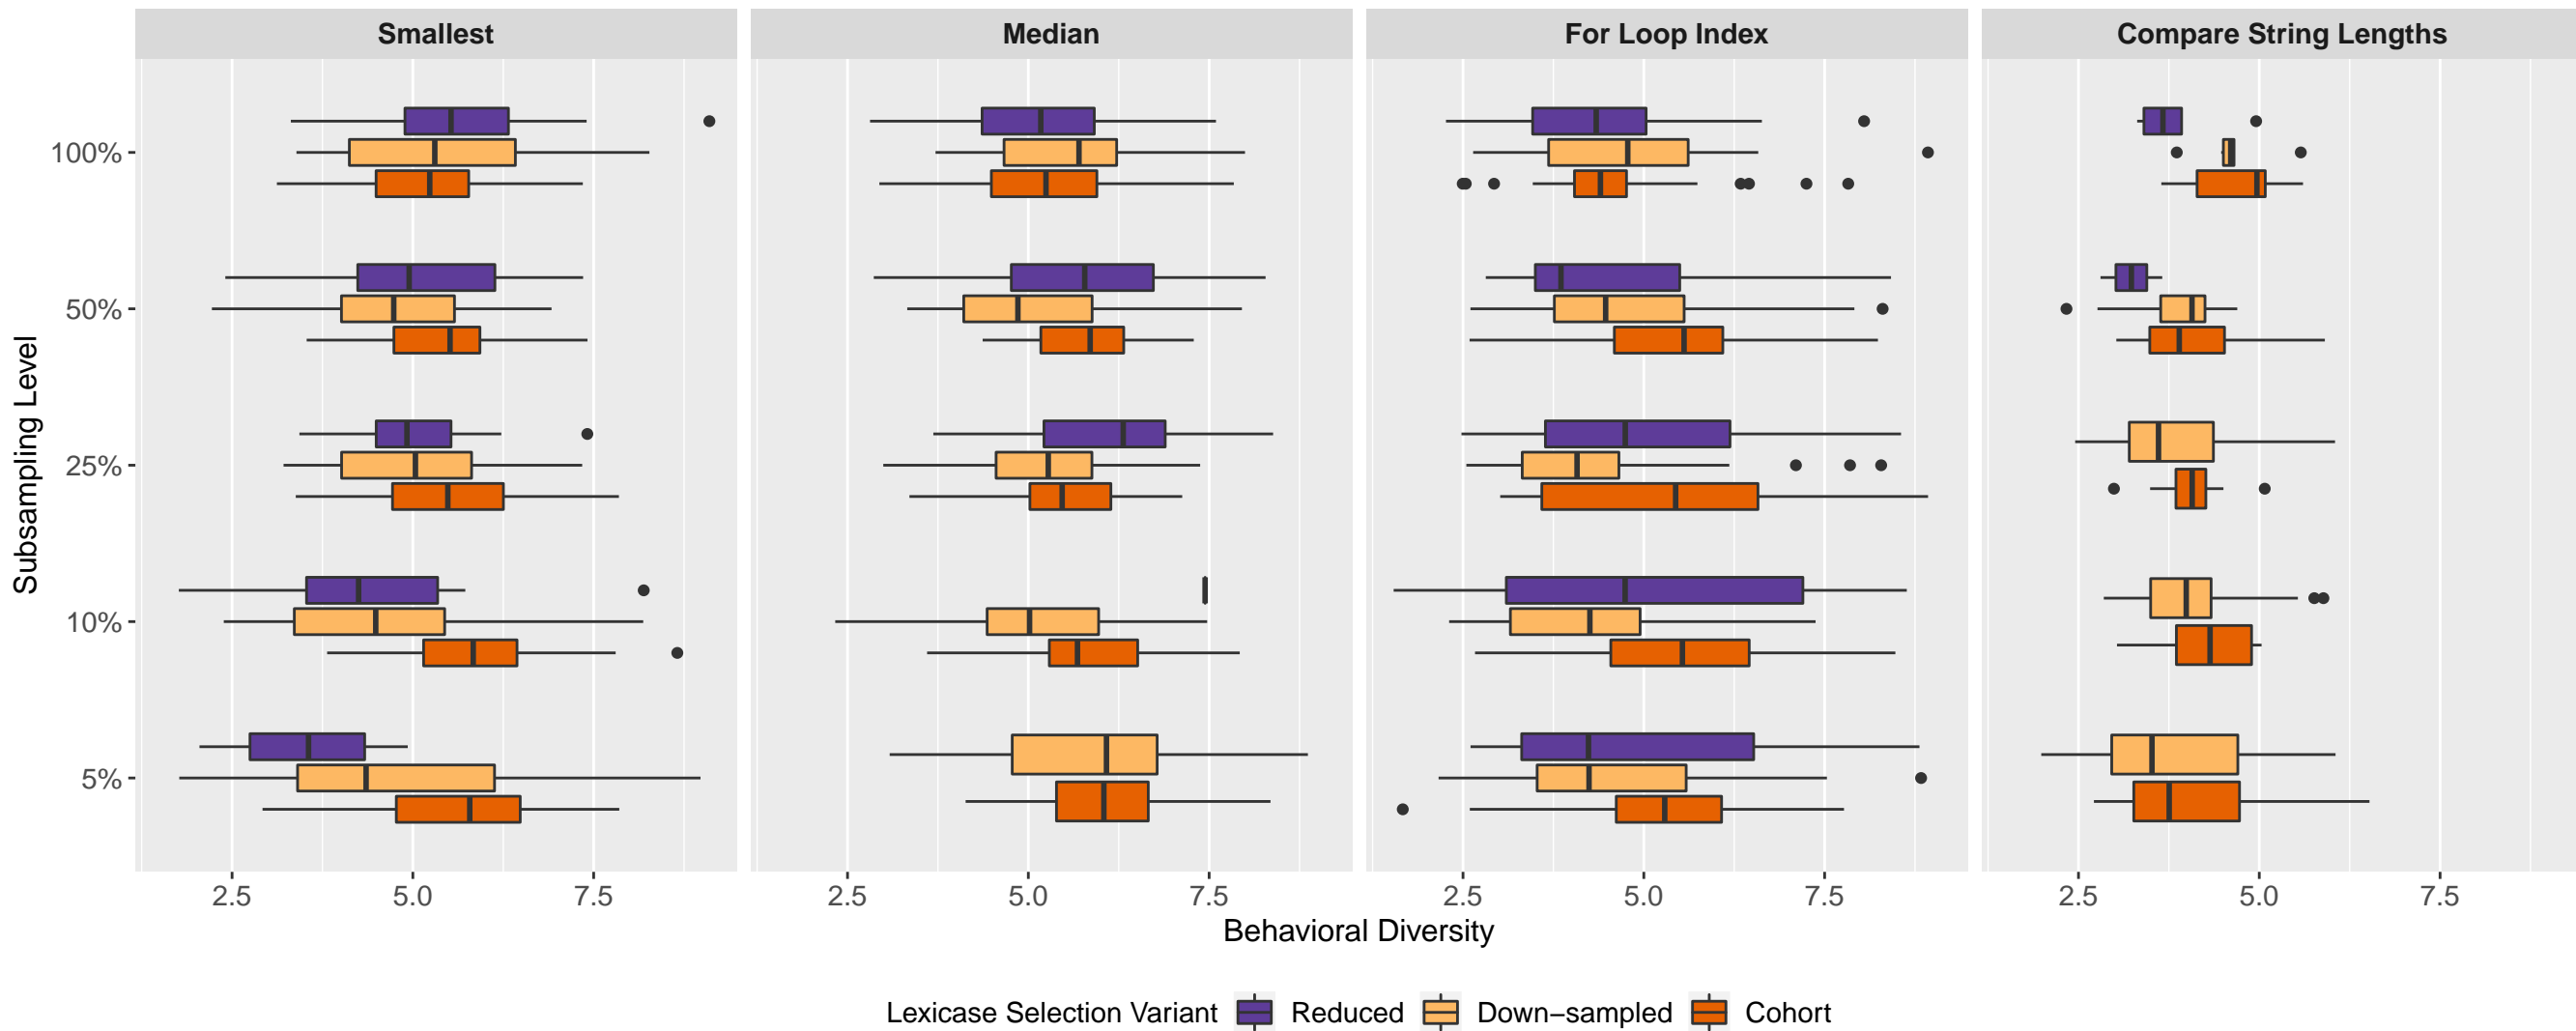 Smallest Median For Loop Index Compare String Lengths
100%
50%
25%
10%
5%
Subsampling Level
2.5 5.0 7.5 2.5 5.0 7.5 2.5 5.0 7.5 2.5 5.0 7.5
Behavioral Diversity
Lexicase Selection Variant Reduced Down−sampled Cohort